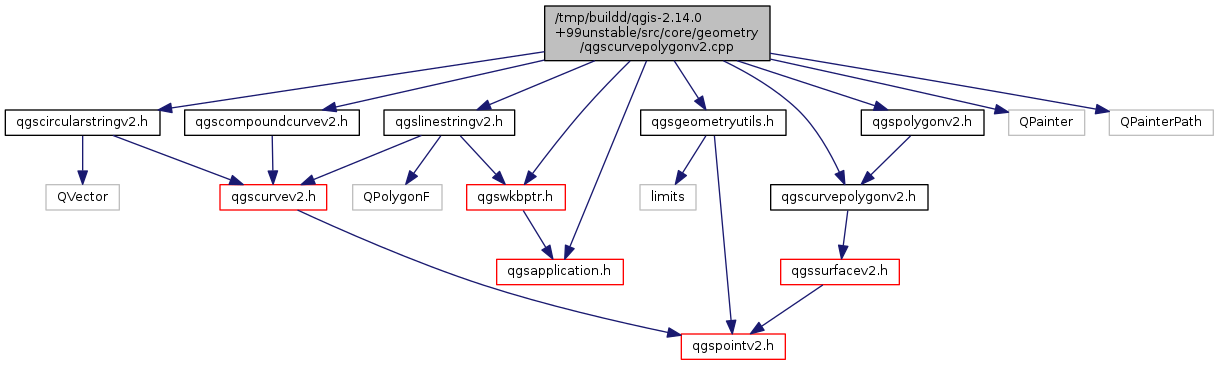 /tmp/buildd/qgis-2.14.0
+99unstable/src/core/geometry
/qgscurvepolygonv2.cpp
qgscircularstringv2.h
qgscompoundcurvev2.h
qgslinestringv2.h
qgsgeometryutils.h
qgspolygonv2.h
QPainter
QPainterPath
QVector
qgscurvev2.h
QPolygonF
qgswkbptr.h
limits
qgscurvepolygonv2.h
qgsapplication.h
qgssurfacev2.h
qgspointv2.h